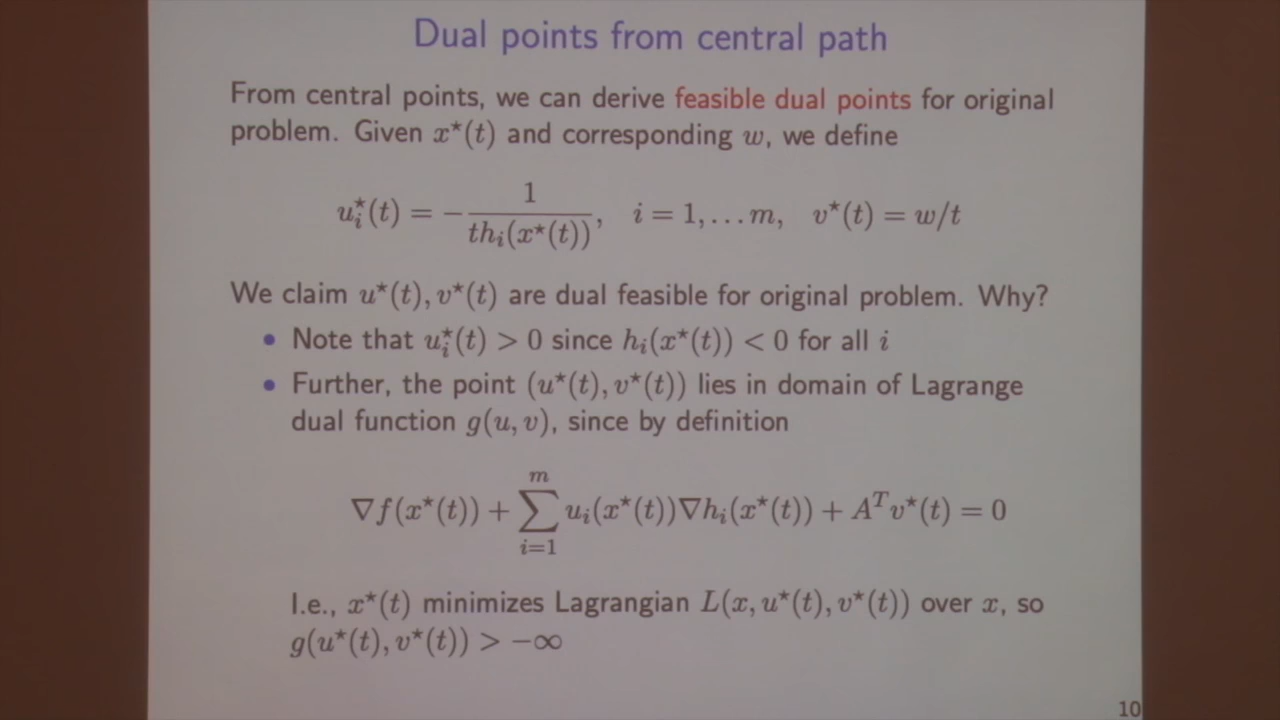 Dual points from central path
From central points, we can derive feasible dual points for original
problem. Given x⋆(t) and corresponding w, we define
u⋆ᵢ(t) = − 1 / (thᵢ(x⋆(t))), i = 1, . . . m, v⋆(t) = w/t
We claim u⋆(t), v⋆(t) are dual feasible for original problem. Why?
• Note that u⋆ᵢ(t) > 0 since hᵢ(x⋆(t)) < 0 for all i
• Further, the point (u⋆(t), v⋆(t)) lies in domain of Lagrange
dual function g(u, v), since by definition
∇f(x⋆(t)) + ∑ᵢ₌₁ᵐ uᵢ(x⋆(t))∇hᵢ(x⋆(t)) + Aᵀv⋆(t) = 0
I.e., x⋆(t) minimizes Lagrangian L(x, u⋆(t), v⋆(t)) over x, so
g(u⋆(t), v⋆(t)) > −∞
10